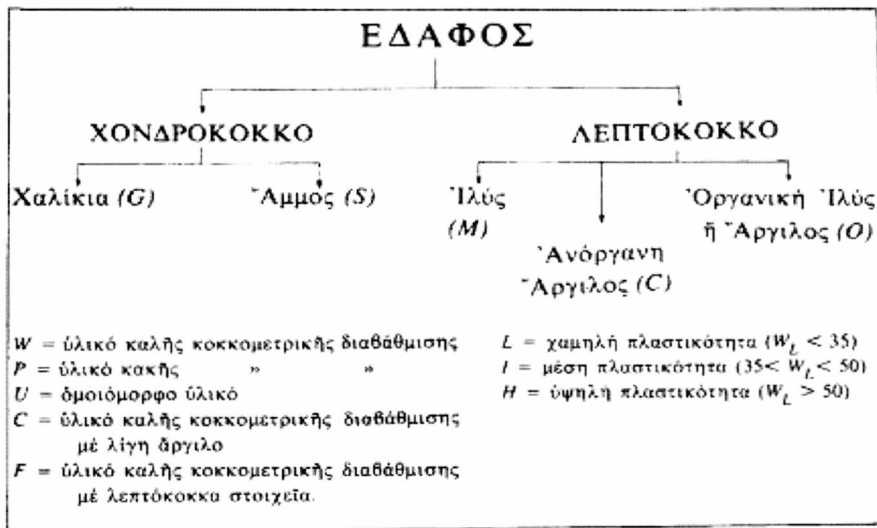 ΕΔΑΦΟΣ
ΧΟΝΔΡΟΚΟΚΚΟ
ΛΕΠΤΟΚΟΚΚΟ
Χαλίκια (G)
Ἄμμος (S)
Ἰλύς
(M)
Ἀνόργανη
Ἄργιλος (C)
Ὀργανική Ἰλύς
ἤ Ἄργιλος (O)
W = ὑλικό καλῆς κοκκομετρικῆς διαβάθμισης
P = ὑλικό κακῆς » »
U = ὁμοιόμορφο ὑλικό
C = ὑλικό καλῆς κοκκομετρικῆς διαβάθμισης
μέ λίγη ἄργιλο
F = ὑλικό καλῆς κοκκομετρικῆς διαβάθμισης
μέ λεπτόκοκκα στοιχεῖα.
L = χαμηλή πλαστικότητα (W_L < 35)
I = μέση πλαστικότητα (35< W_L < 50)
H = ὑψηλή πλαστικότητα (W_L > 50)